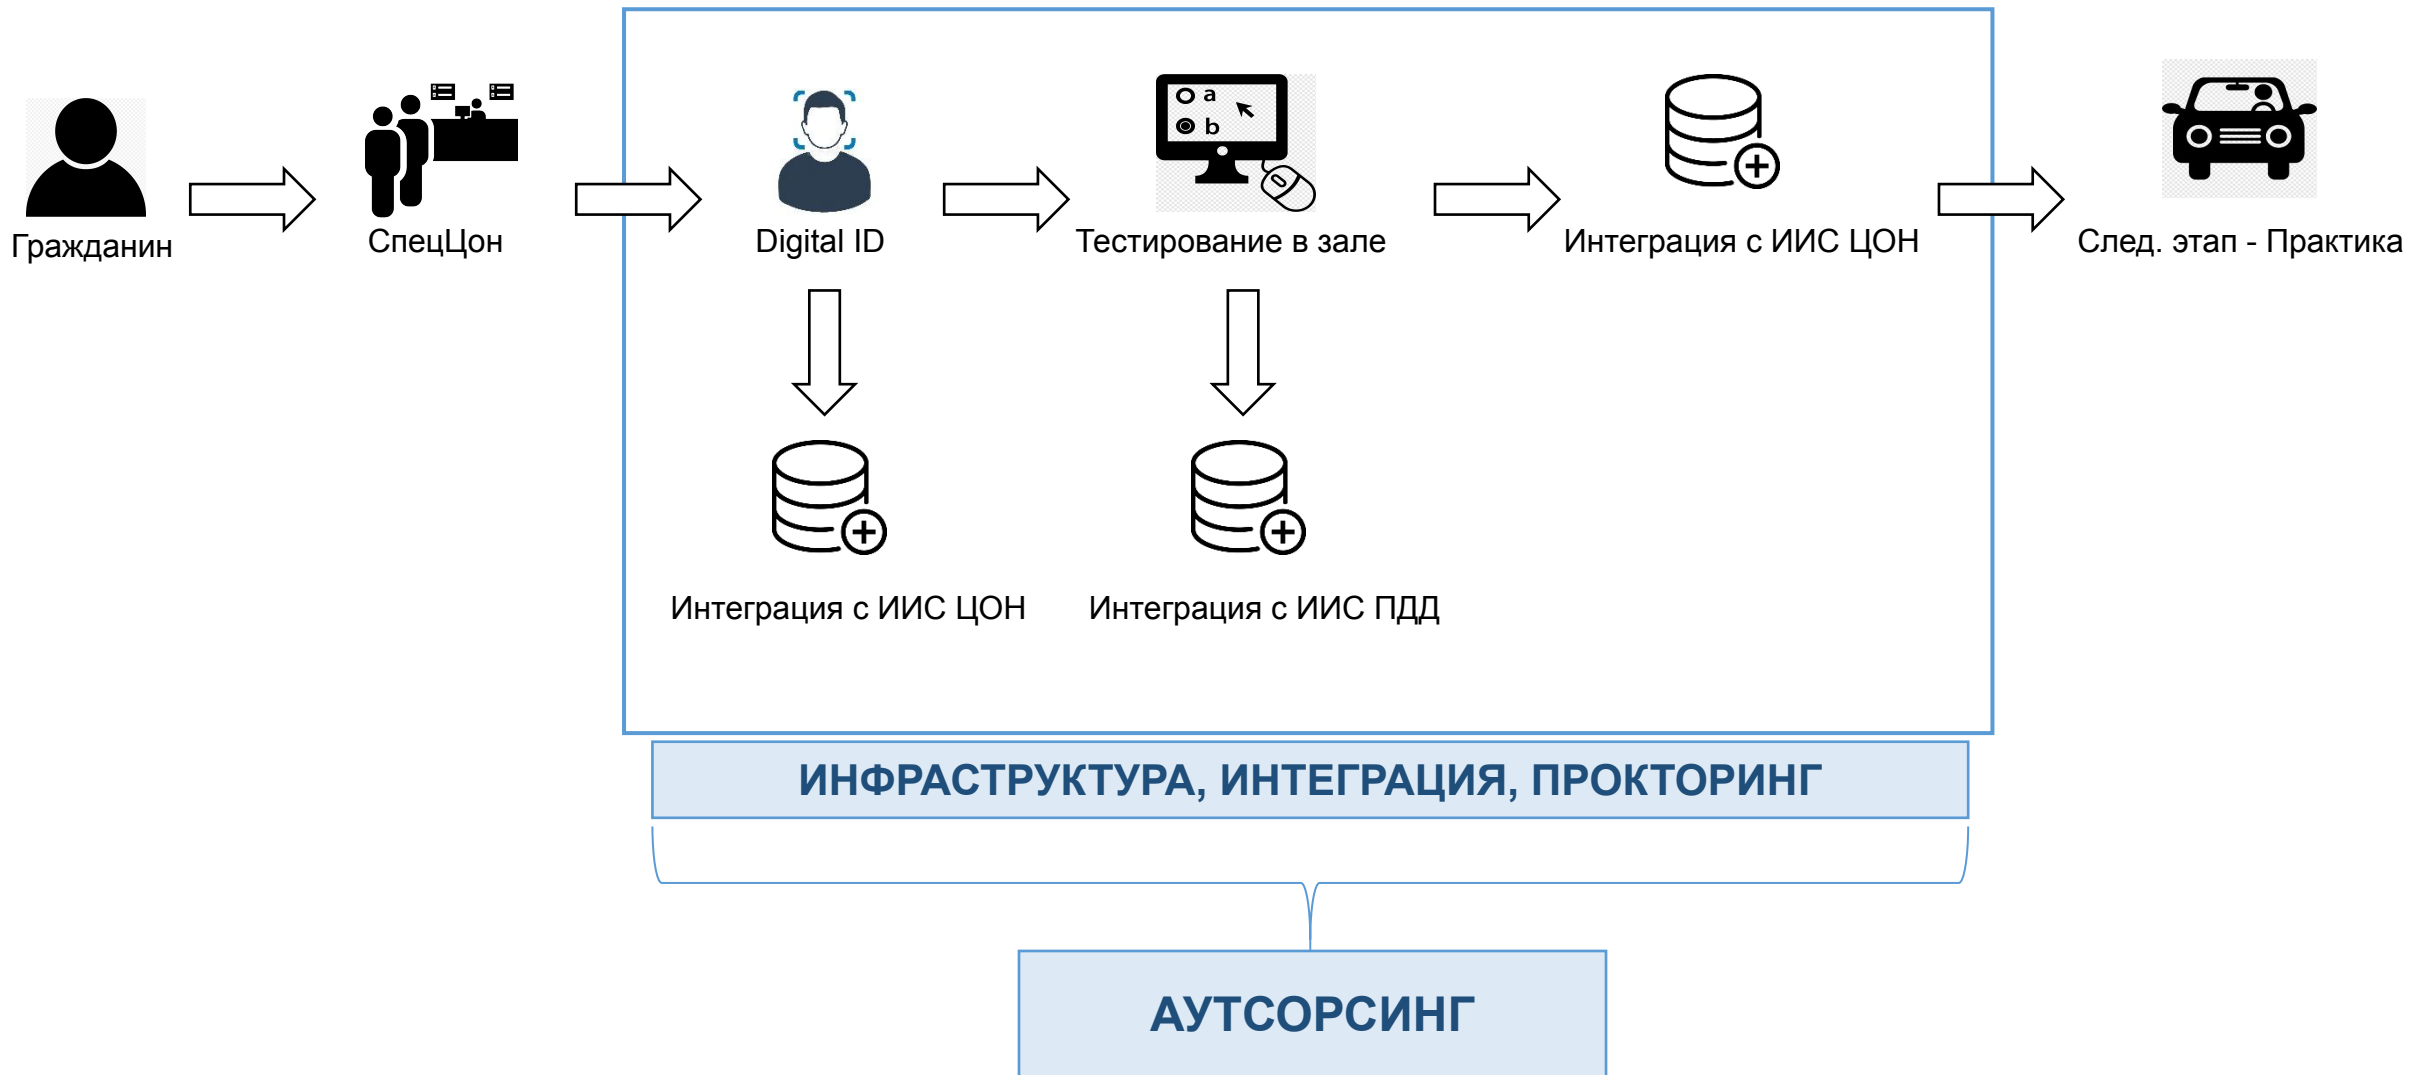 a
b
Гражданин
СпецЦон
Digital ID
Тестирование в зале
Интеграция с ИИС ЦОН
След. этап - Практика
Интеграция с ИИС ЦОН
Интеграция с ИИС ПДД
ИНФРАСТРУКТУРА, ИНТЕГРАЦИЯ, ПРОКТОРИНГ
АУТСОРСИНГ